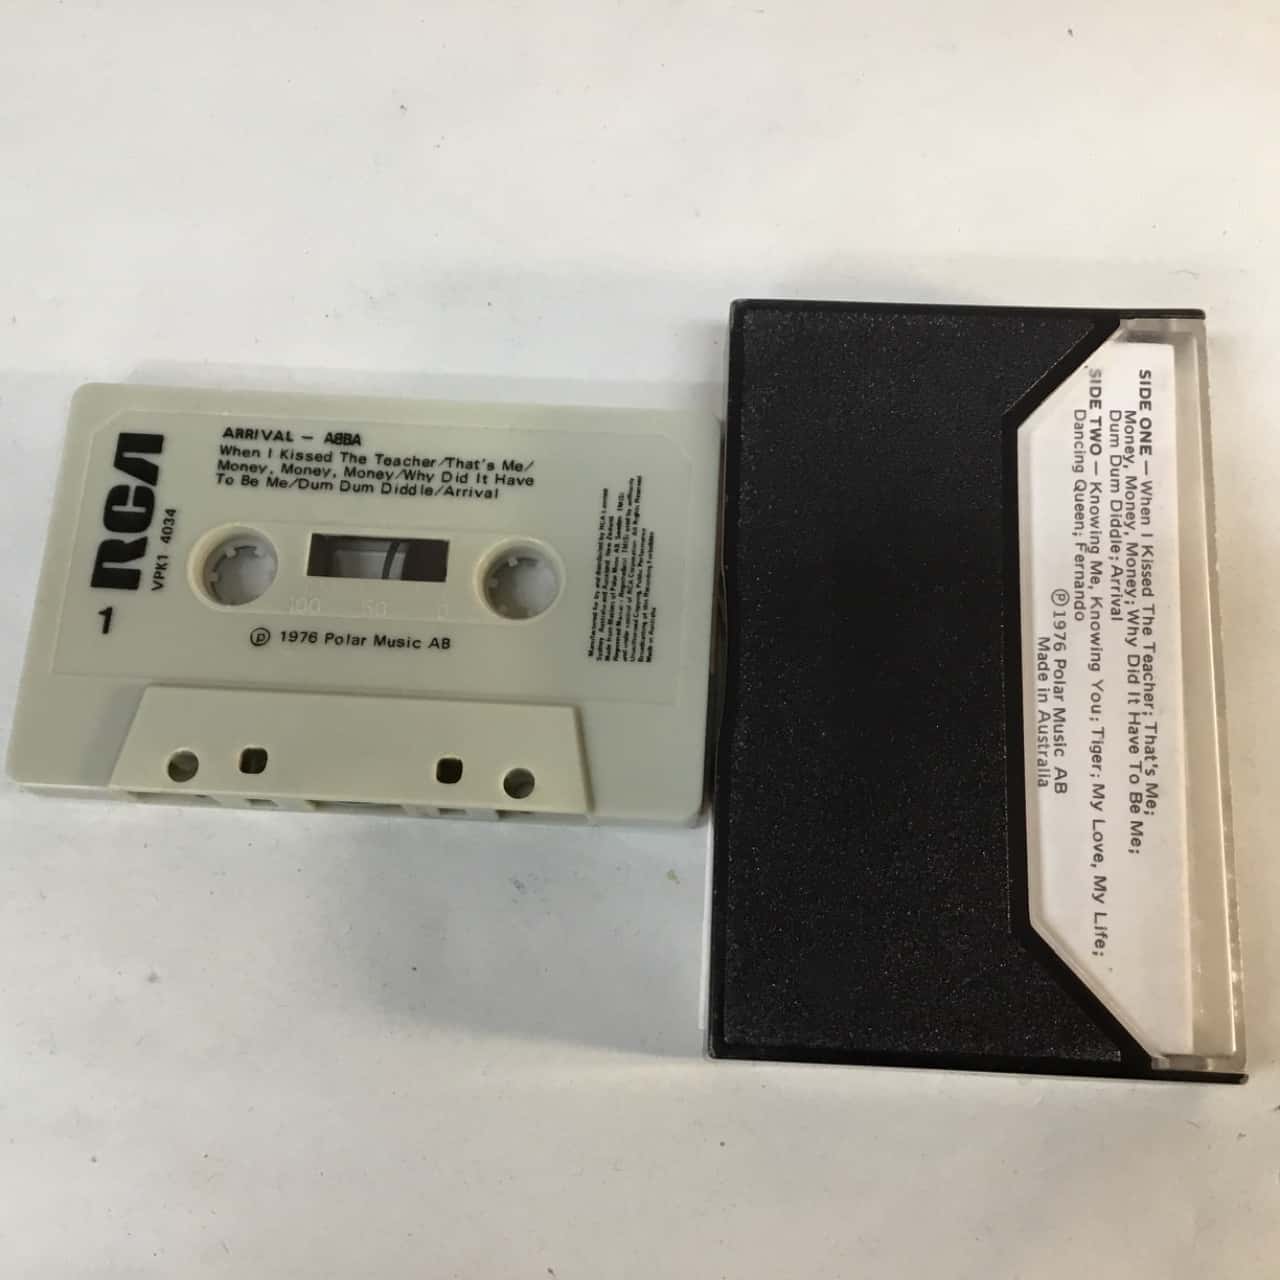 RCA
VPK1 4034
1
ARRIVAL — ABBA
When I Kissed The Teacher/That's Me/
Money, Money, Money/Why Did It Have
To Be Me/Dum Dum Diddle/Arrival
100 50 0
℗ 1976 Polar Music AB
Made in Australia
SIDE ONE — When I Kissed The Teacher; That's Me;
Money, Money, Money; Why Did It Have To Be Me;
Dum Dum Diddle; Arrival
SIDE TWO — Knowing Me, Knowing You; Tiger; My Love, My Life;
Dancing Queen; Fernando
℗ 1976 Polar Music AB
Made in Australia